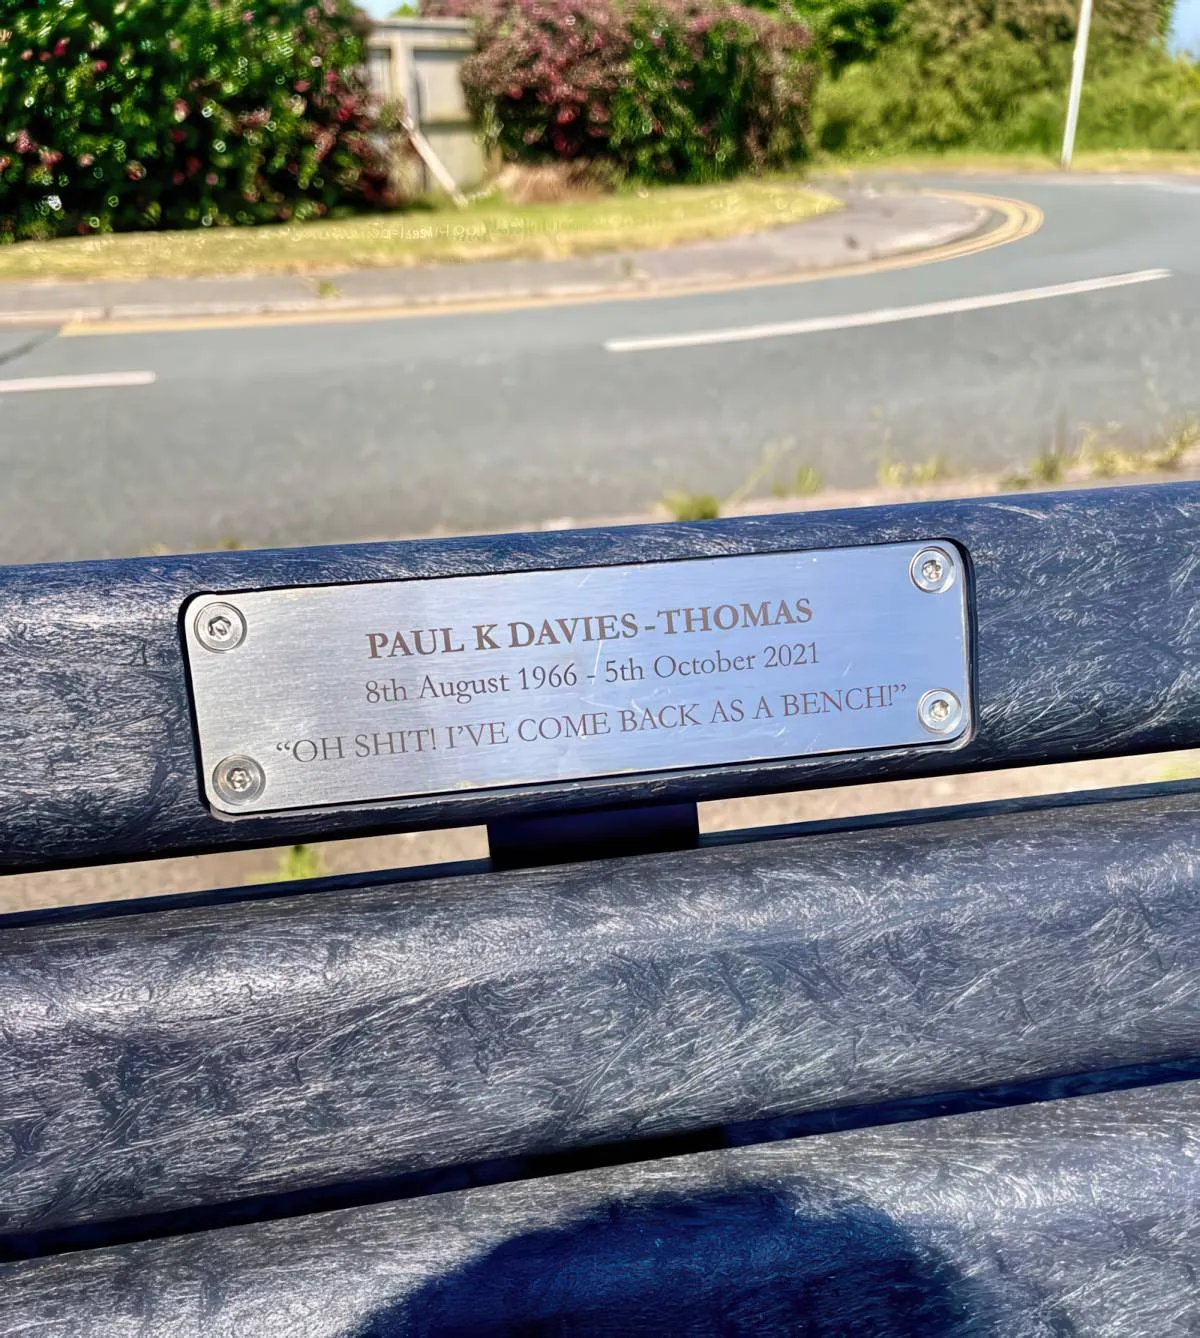 PAUL K DAVIES-THOMAS
8th August 1966 - 5th October 2021
“OH SHIT! I’VE COME BACK AS A BENCH!”